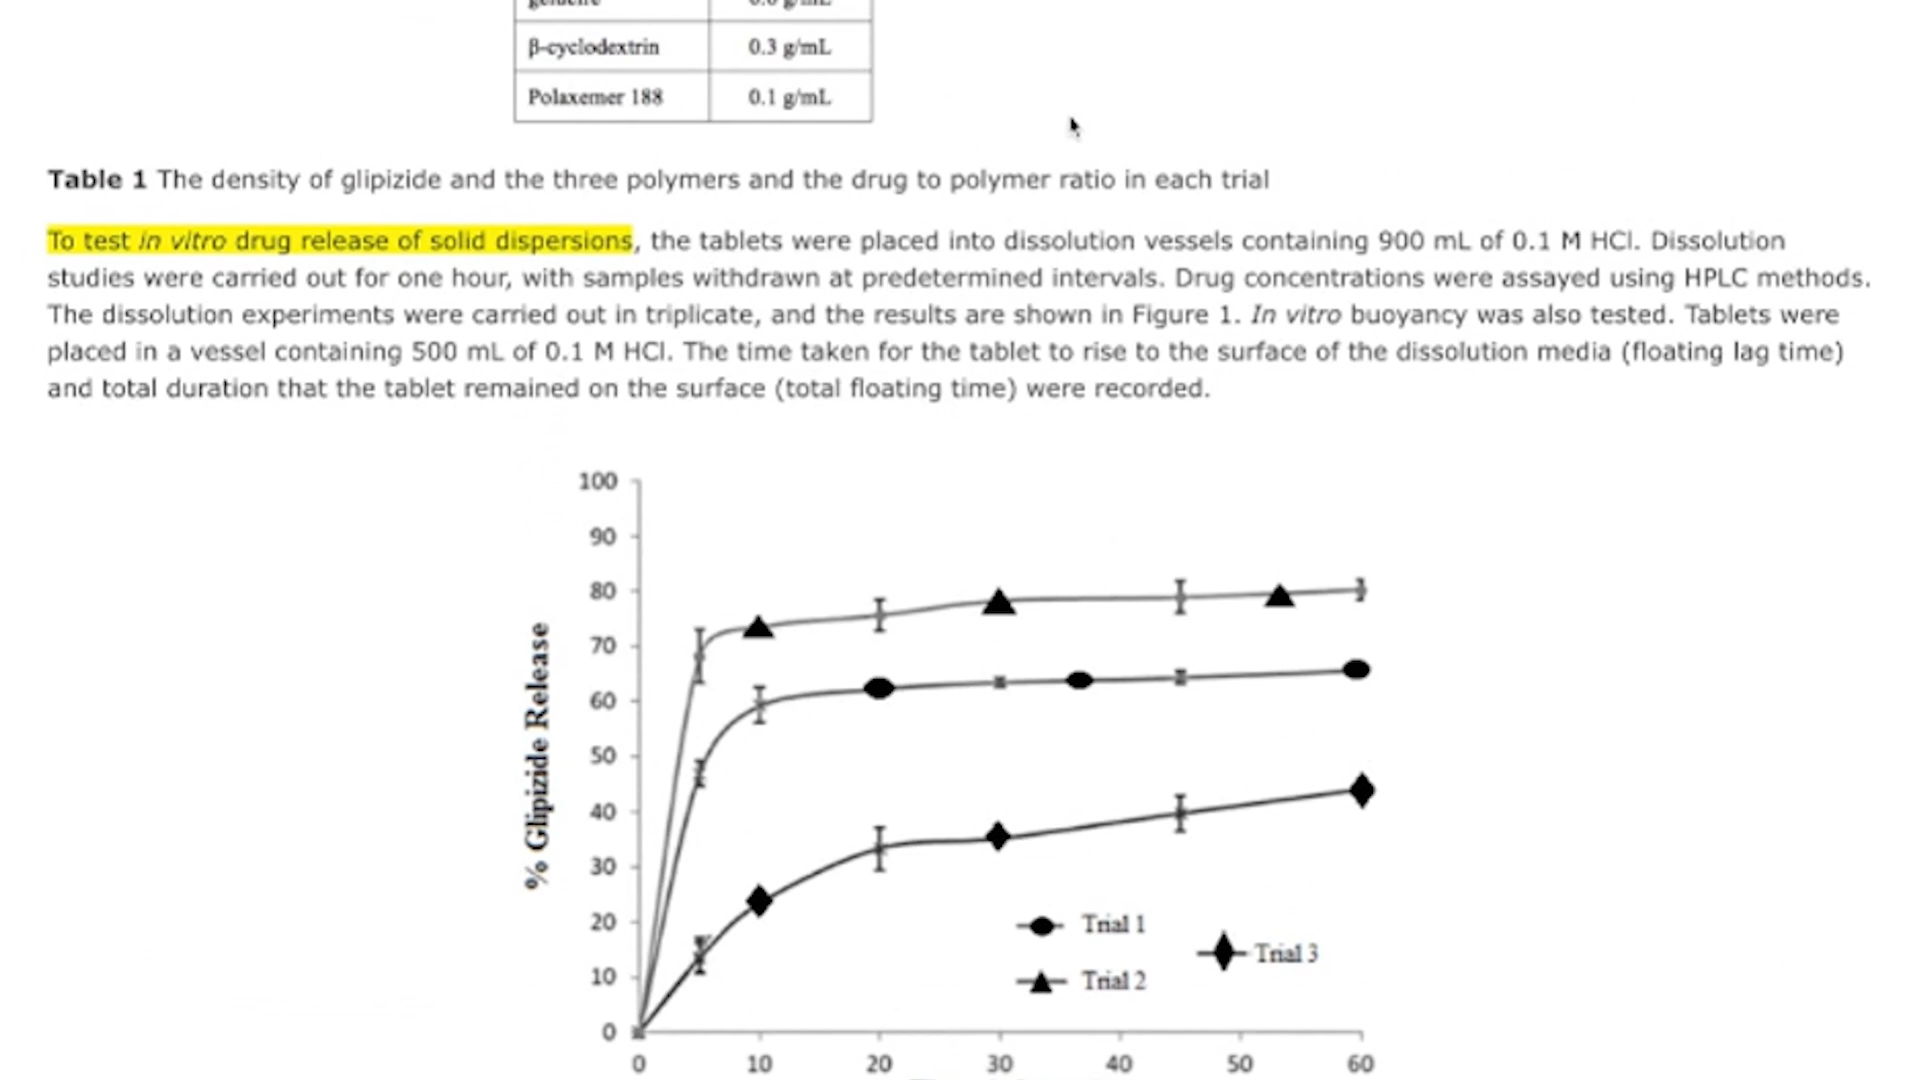 β-cyclodextrin 0.3 g/mL
Polaxemer 188 0.1 g/mL
Table 1 The density of glipizide and the three polymers and the drug to polymer ratio in each trial
To test in vitro drug release of solid dispersions, the tablets were placed into dissolution vessels containing 900 mL of 0.1 M HCl. Dissolution
studies were carried out for one hour, with samples withdrawn at predetermined intervals. Drug concentrations were assayed using HPLC methods.
The dissolution experiments were carried out in triplicate, and the results are shown in Figure 1. In vitro buoyancy was also tested. Tablets were
placed in a vessel containing 500 mL of 0.1 M HCl. The time taken for the tablet to rise to the surface of the dissolution media (floating lag time)
and total duration that the tablet remained on the surface (total floating time) were recorded.
100
90
80
70
60
50
40
30
20
10
0
% Glipizide Release
Trial 1
Trial 2
Trial 3
0 10 20 30 40 50 60